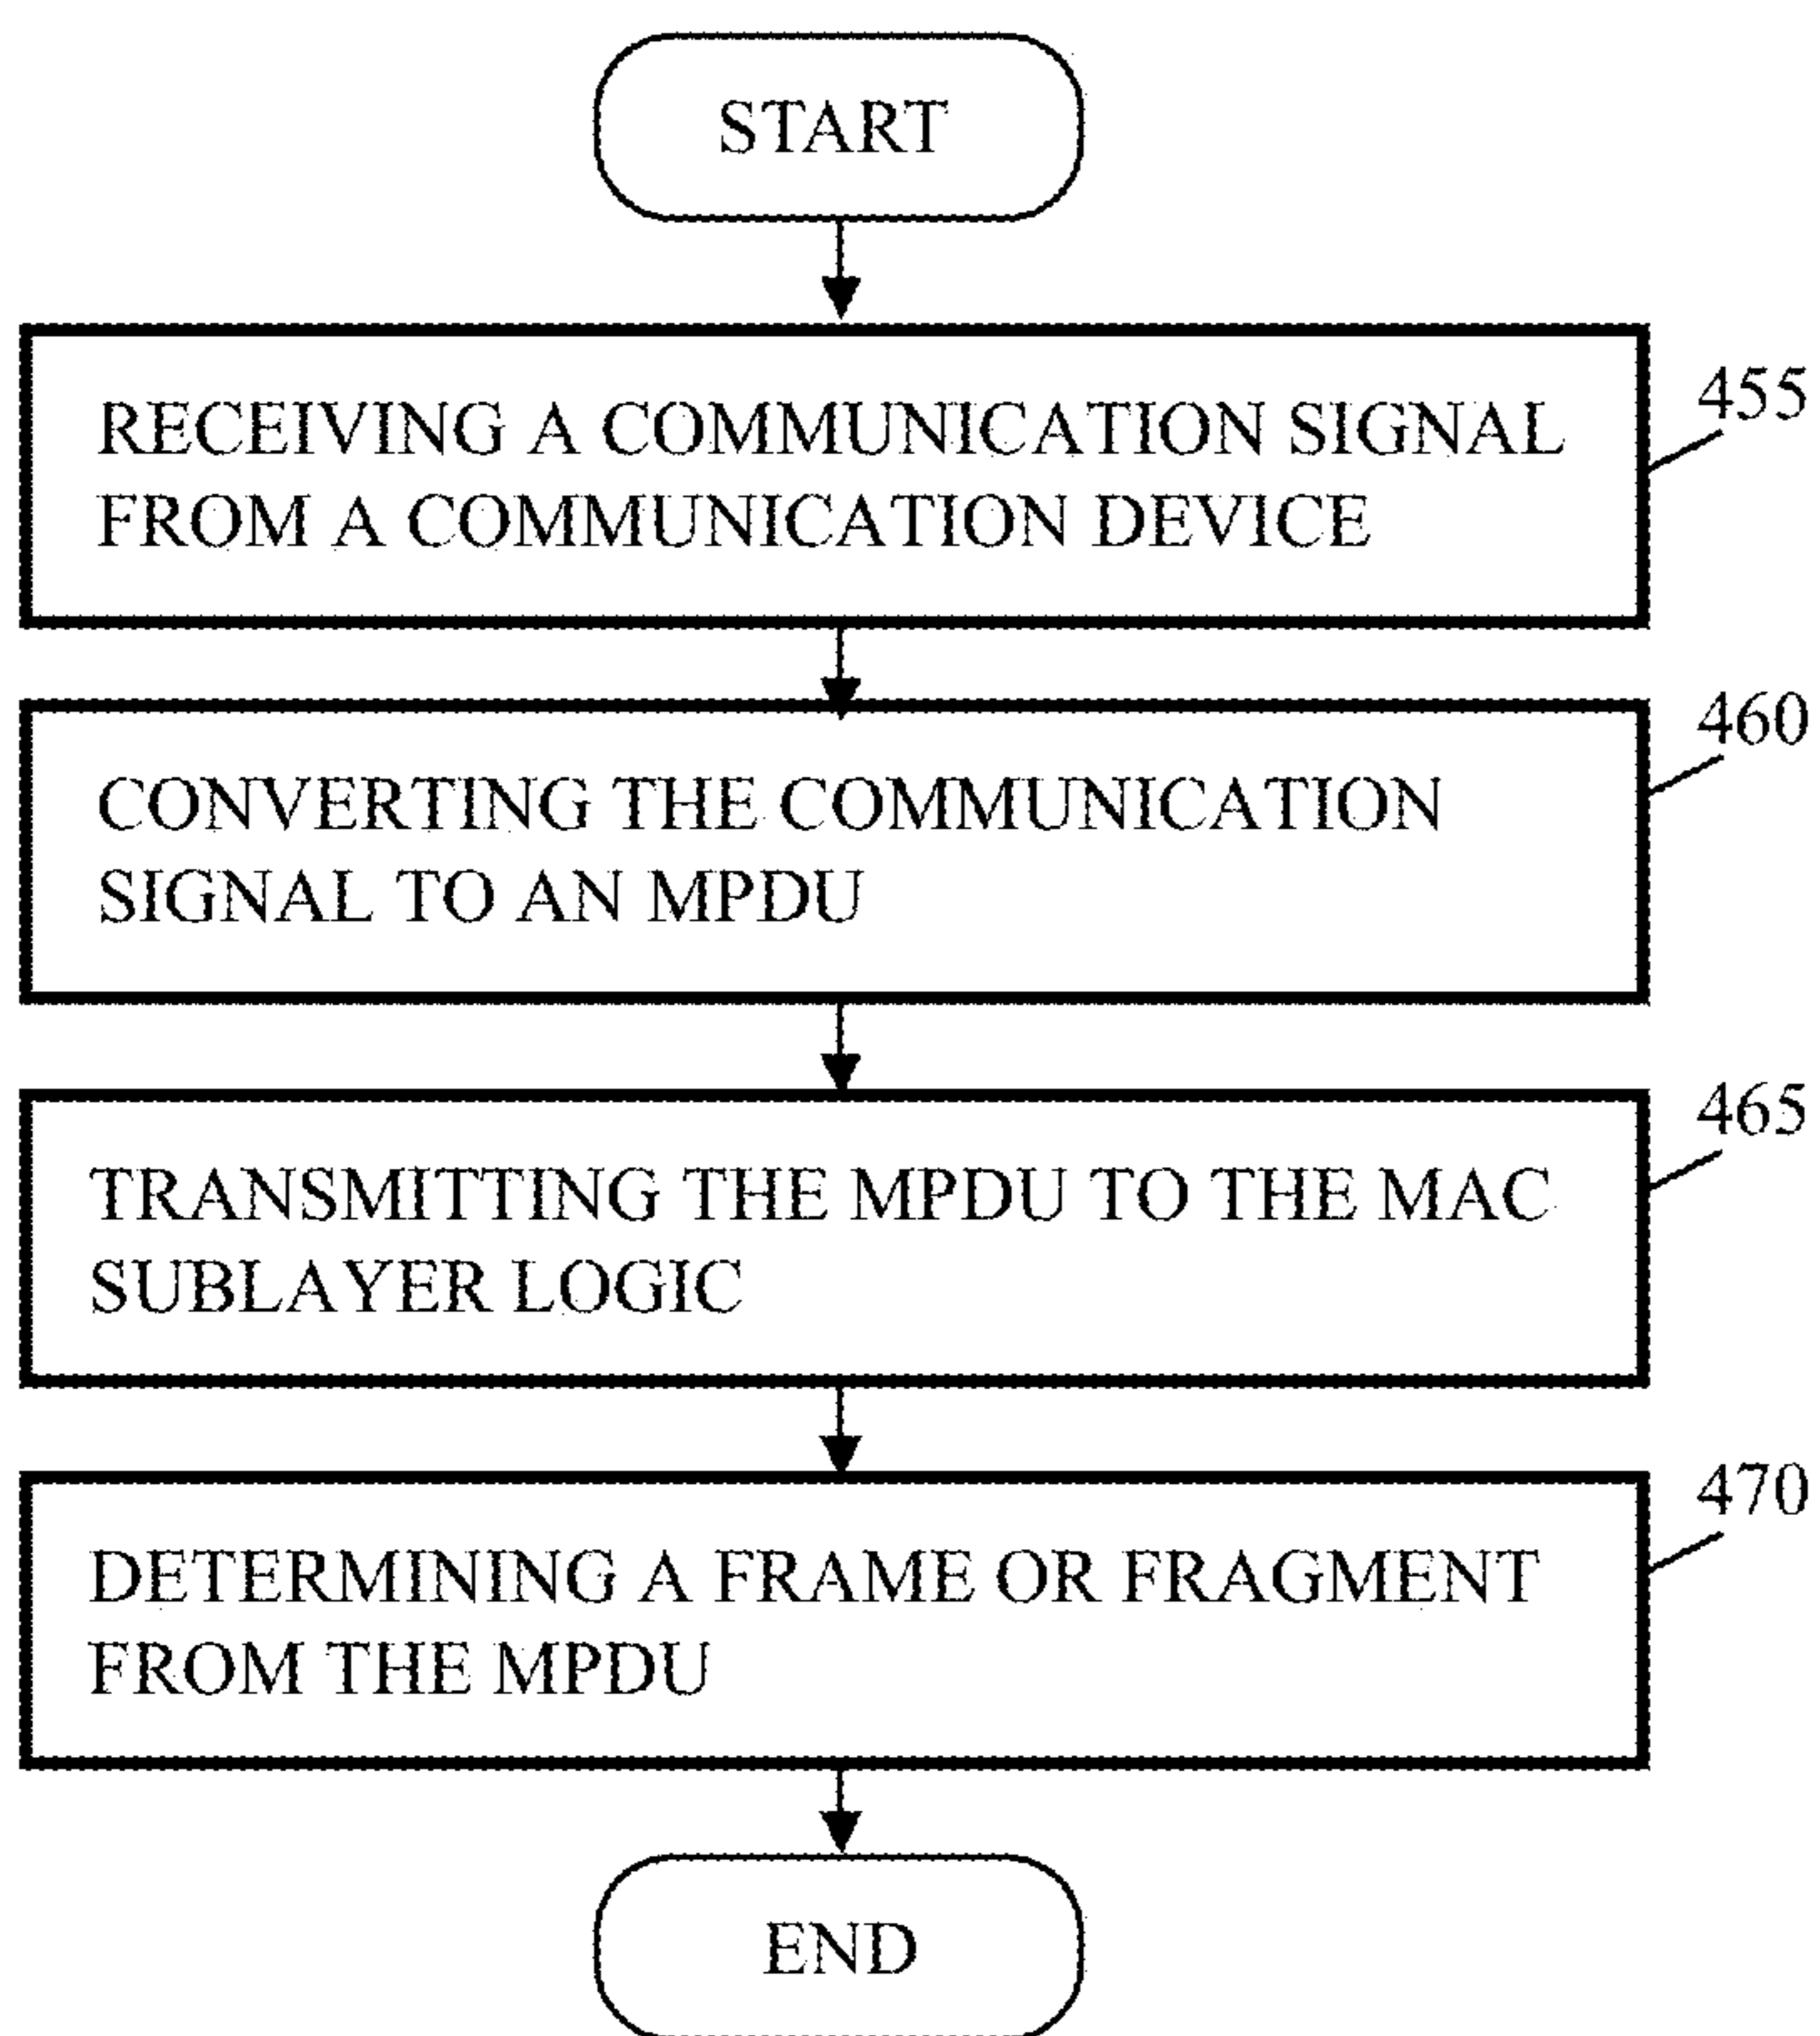 START
RECEIVING A COMMUNICATION SIGNAL
FROM A COMMUNICATION DEVICE
455
CONVERTING THE COMMUNICATION
SIGNAL TO AN MPDU
460
TRANSMITTING THE MPDU TO THE MAC
SUBLAYER LOGIC
465
DETERMINING A FRAME OR FRAGMENT
FROM THE MPDU
470
END